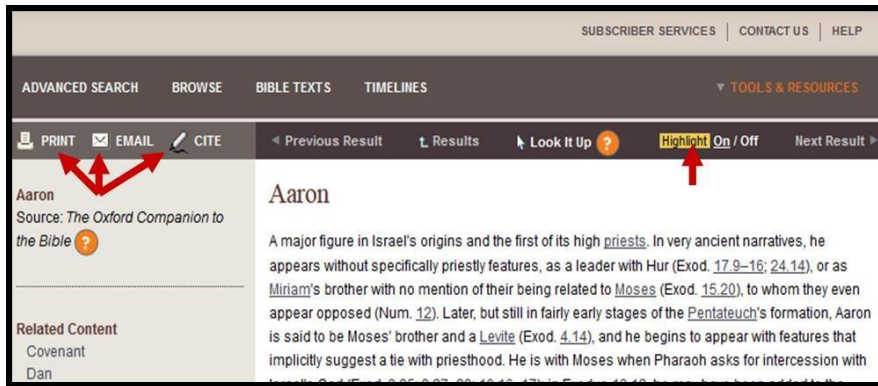 SUBSCRIBER SERVICES | CONTACT US | HELP
ADVANCED SEARCH BROWSE BIBLE TEXTS TIMELINES ▼ TOOLS & RESOURCES
PRINT EMAIL CITE ◄ Previous Result Results Look It Up ? Highlight On / Off Next Result ►
Aaron
Source: The Oxford Companion to
the Bible ?
Related Content
Covenant
Dan
Aaron
A major figure in Israel's origins and the first of its high priests. In very ancient narratives, he
appears without specifically priestly features, as a leader with Hur (Exod. 17.9–16; 24.14), or as
Miriam's brother with no mention of their being related to Moses (Exod. 15.20), to whom they even
appear opposed (Num. 12). Later, but still in fairly early stages of the Pentateuch's formation, Aaron
is said to be Moses' brother and a Levite (Exod. 4.14), and he begins to appear with features that
implicitly suggest a tie with priesthood. He is with Moses when Pharaoh asks for intercession with